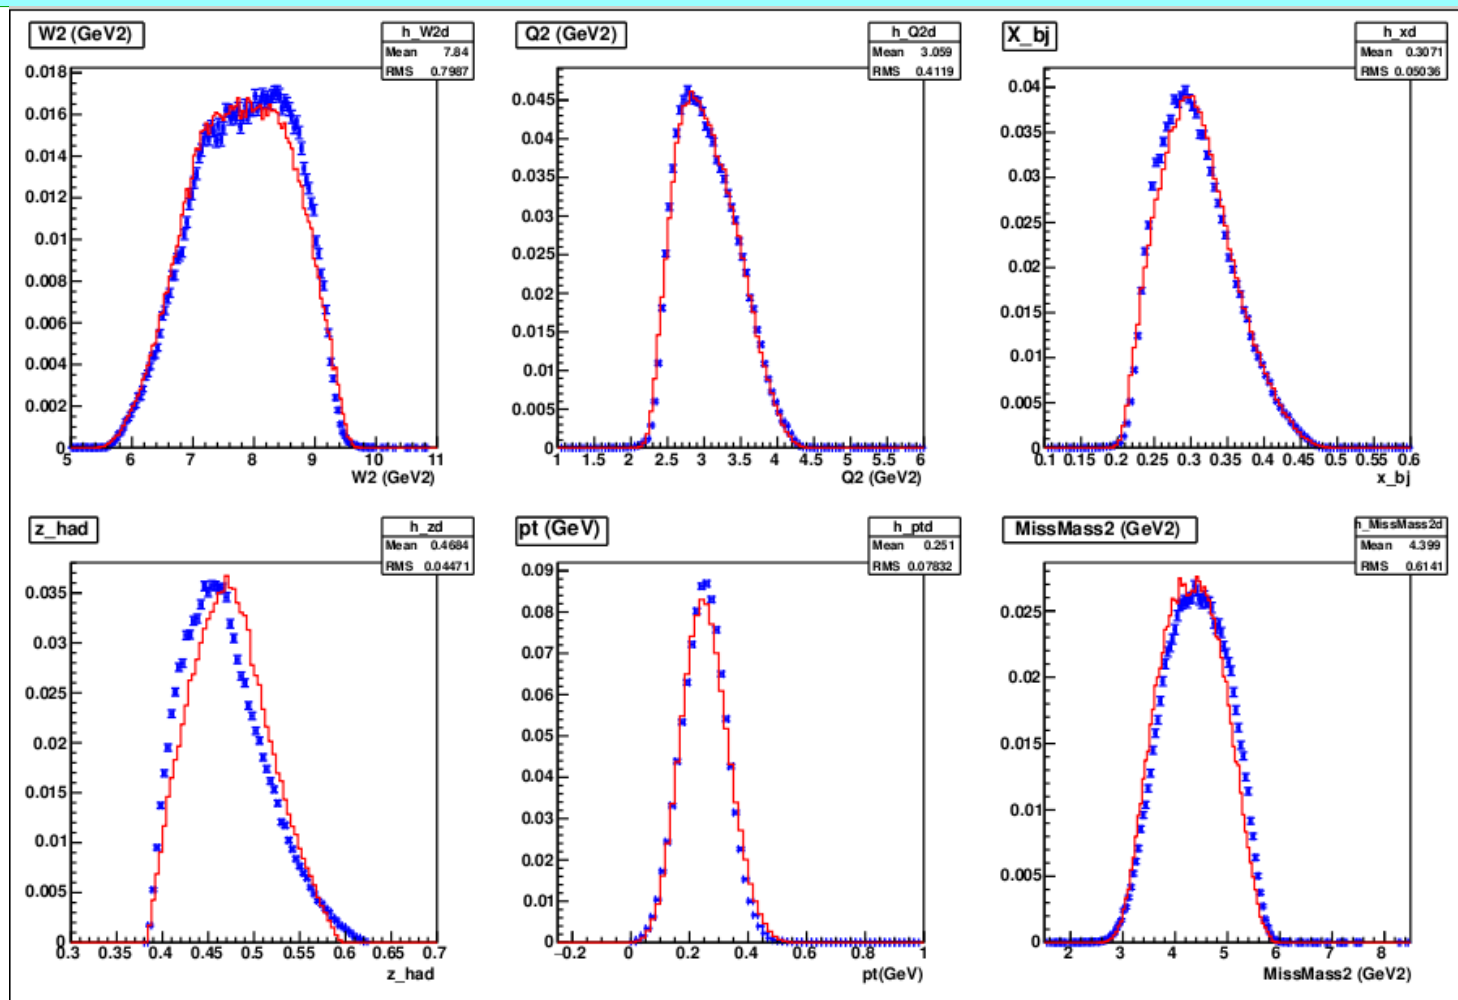 W2 (GeV2)
h_W2d
Mean 7.84
RMS 0.7987
0.018
0.016
0.014
0.012
0.01
0.008
0.006
0.004
0.002
0
5 6 7 8 9 10 11
W2 (GeV2)
Q2 (GeV2)
h_Q2d
Mean 3.059
RMS 0.4119
0.045
0.04
0.035
0.03
0.025
0.02
0.015
0.01
0.005
0
1 1.5 2 2.5 3 3.5 4 4.5 5 5.5 6
Q2 (GeV2)
X_bj
h_xd
Mean 0.3071
RMS 0.05036
0.04
0.035
0.03
0.025
0.02
0.015
0.01
0.005
0
0.1 0.15 0.2 0.25 0.3 0.35 0.4 0.45 0.5 0.55 0.6
x_bj
z_had
h_zd
Mean 0.4684
RMS 0.04471
0.035
0.03
0.025
0.02
0.015
0.01
0.005
0
0.3 0.35 0.4 0.45 0.5 0.55 0.6 0.65 0.7
z_had
pt (GeV)
h_ptd
Mean 0.251
RMS 0.07832
0.09
0.08
0.07
0.06
0.05
0.04
0.03
0.02
0.01
0
−0.2 0 0.2 0.4 0.6 0.8 1
pt(GeV)
MissMass2 (GeV2)
h_MissMass2d
Mean 4.399
RMS 0.6141
0.025
0.02
0.015
0.01
0.005
0
2 3 4 5 6 7 8
MissMass2 (GeV2)